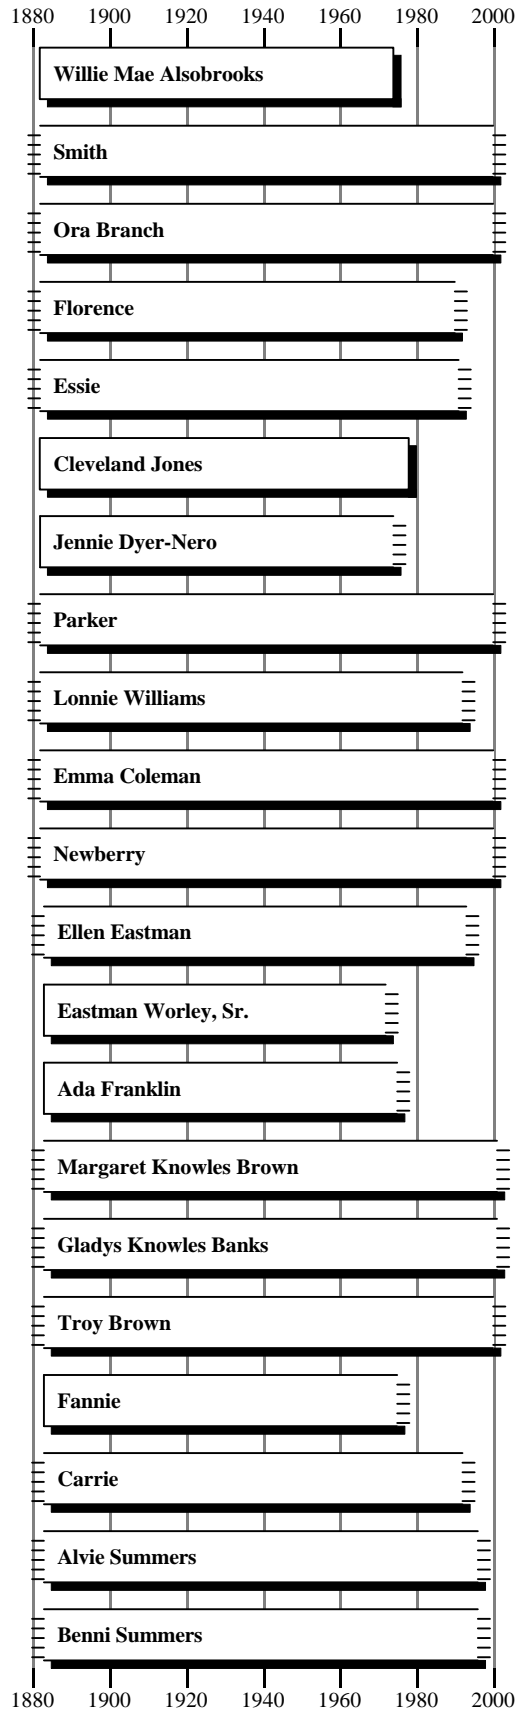 1880 1900 1920 1940 1960 1980 2000
Willie Mae Alsobrooks
Smith
Ora Branch
Florence
Essie
Cleveland Jones
Jennie Dyer-Nero
Parker
Lonnie Williams
Emma Coleman
Newberry
Ellen Eastman
Eastman Worley, Sr.
Ada Franklin
Margaret Knowles Brown
Gladys Knowles Banks
Troy Brown
Fannie
Carrie
Alvie Summers
Benni Summers
1880 1900 1920 1940 1960 1980 2000